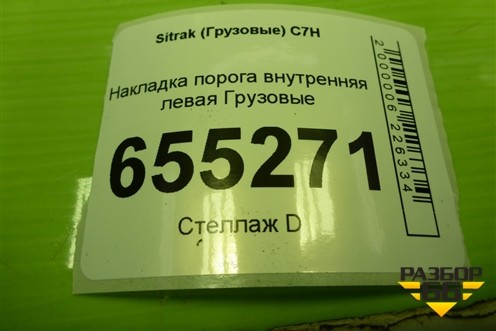 Sitrak (Грузовые) C7H
Накладка порога внутренняя
левая Грузовые
655271
Стеллаж D
2000006226334
РАЗБОР
66